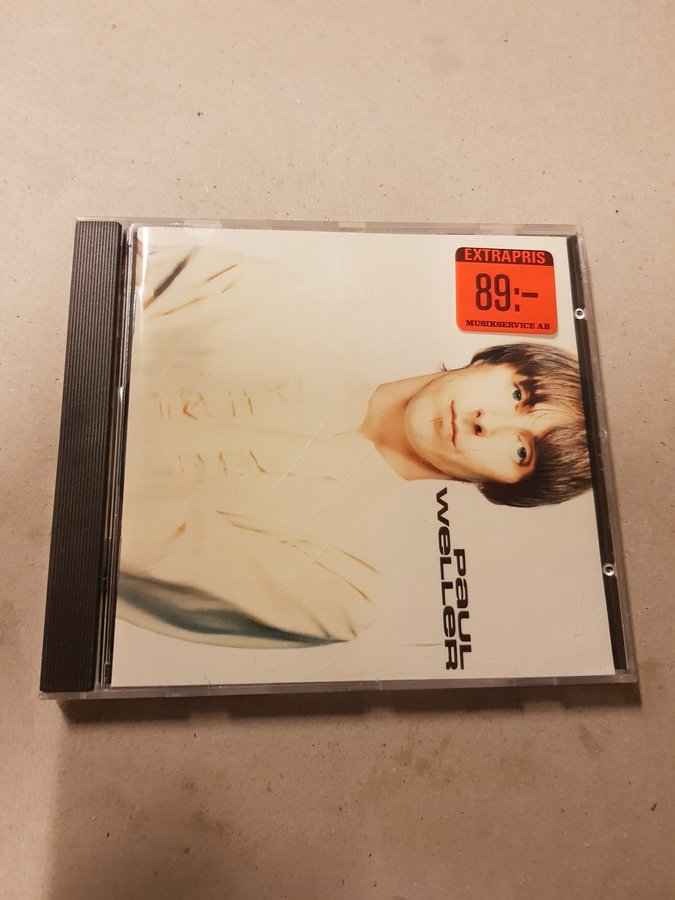 EXTRAPRIS
89:-
MUSIKSERVICE AB
PAUL
WELLER